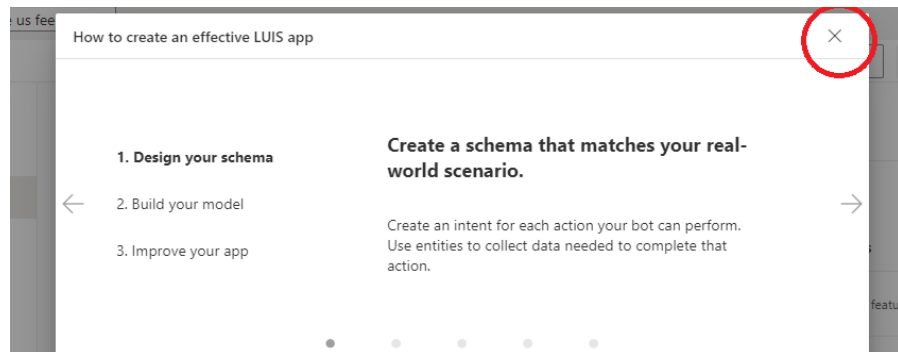 us fee
How to create an effective LUIS app
1. Design your schema
2. Build your model
3. Improve your app
Create a schema that matches your real-
world scenario.
Create an intent for each action your bot can perform.
Use entities to collect data needed to complete that
action.
featu